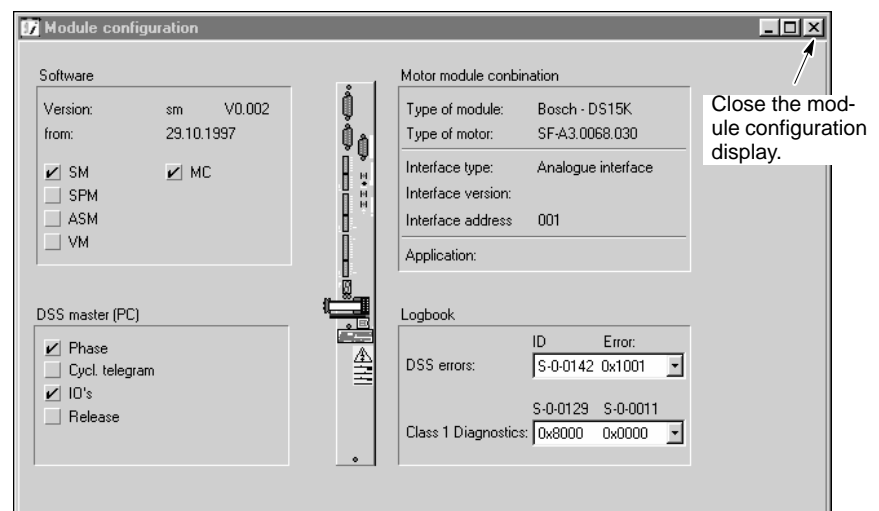 Module configuration
Close the mod-
ule configuration
display.
Software
Version: sm V0.002
from: 29.10.1997
SM MC
SPM
ASM
VM
Motor module conbination
Type of module: Bosch - DS15K
Type of motor: SF-A3.0068.030
Interface type: Analogue interface
Interface version:
Interface address 001
Application:
DSS master (PC)
Phase
Cycl. telegram
IO's
Release
Logbook
ID Error:
DSS errors: S-0-0142 0x1001
S-0-0129 S-0-0011
Class 1 Diagnostics: 0x8000 0x0000